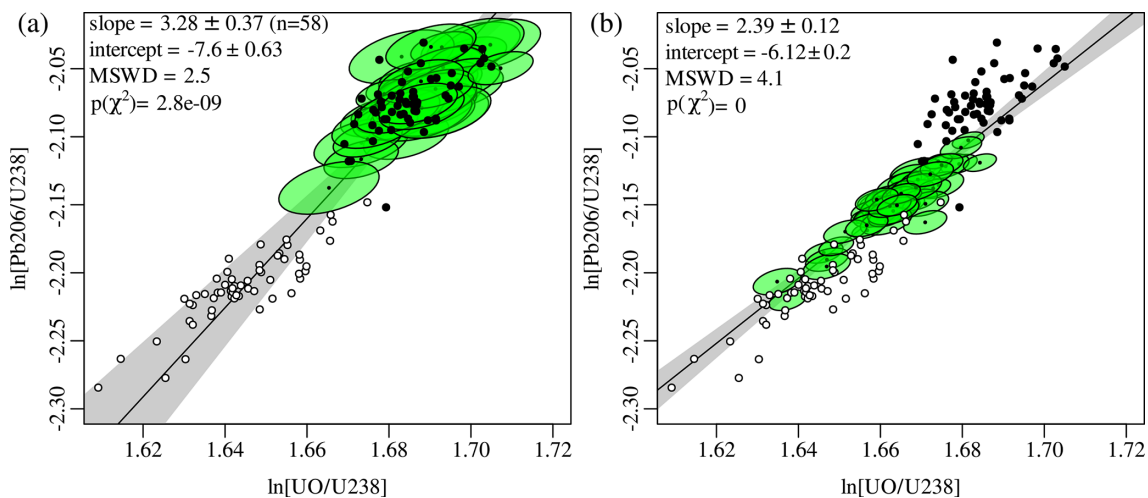 (a)
slope = 3.28 ± 0.37 (n=58)
intercept = -7.6 ± 0.63
MSWD = 2.5
p(χ²)= 2.8e-09
ln[Pb206/U238]
-2.05
-2.10
-2.15
-2.20
-2.25
-2.30
1.62
1.64
1.66
1.68
1.70
1.72
ln[UO/U238]
(b)
slope = 2.39 ± 0.12
intercept = -6.12 ± 0.2
MSWD = 4.1
p(χ²)= 0
ln[Pb206/U238]
-2.05
-2.10
-2.15
-2.20
-2.25
-2.30
1.62
1.64
1.66
1.68
1.70
1.72
ln[UO/U238]